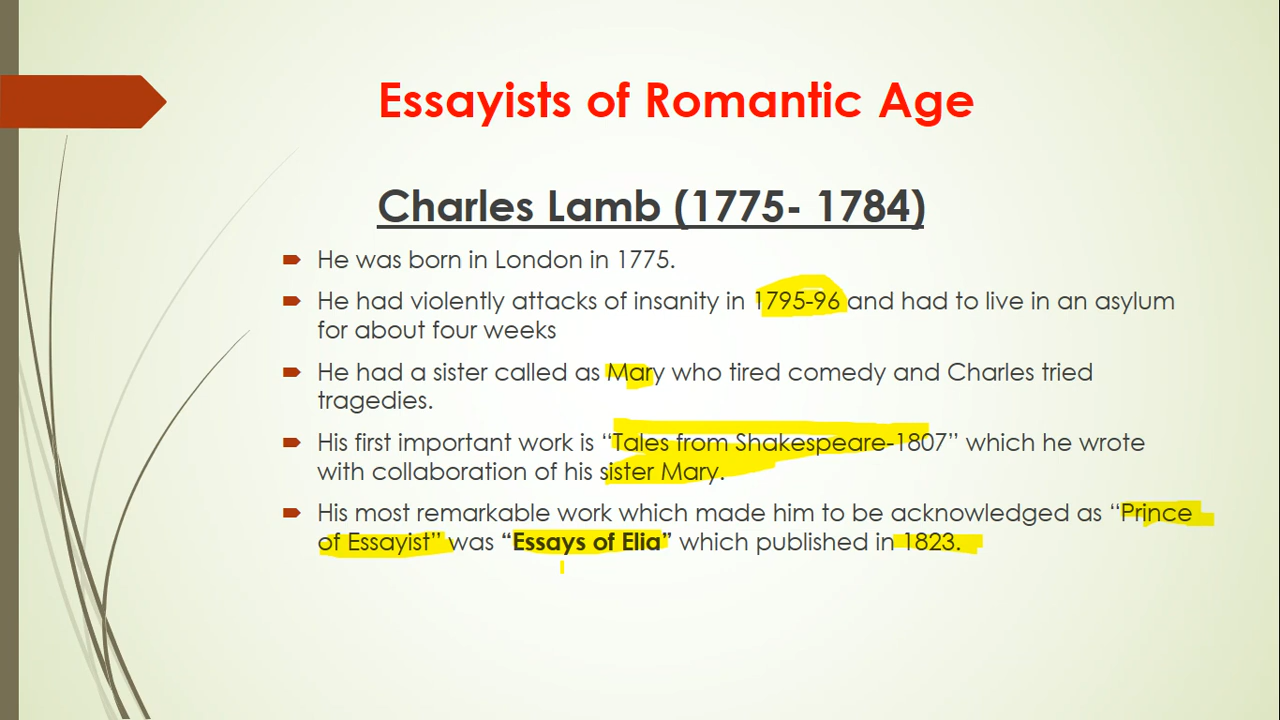 Essayists of Romantic Age
Charles Lamb (1775- 1784)
He was born in London in 1775.
He had violently attacks of insanity in 1795-96 and had to live in an asylum
for about four weeks
He had a sister called as Mary who tired comedy and Charles tried
tragedies.
His first important work is “Tales from Shakespeare-1807” which he wrote
with collaboration of his sister Mary.
His most remarkable work which made him to be acknowledged as “Prince
of Essayist” was “Essays of Elia” which published in 1823.